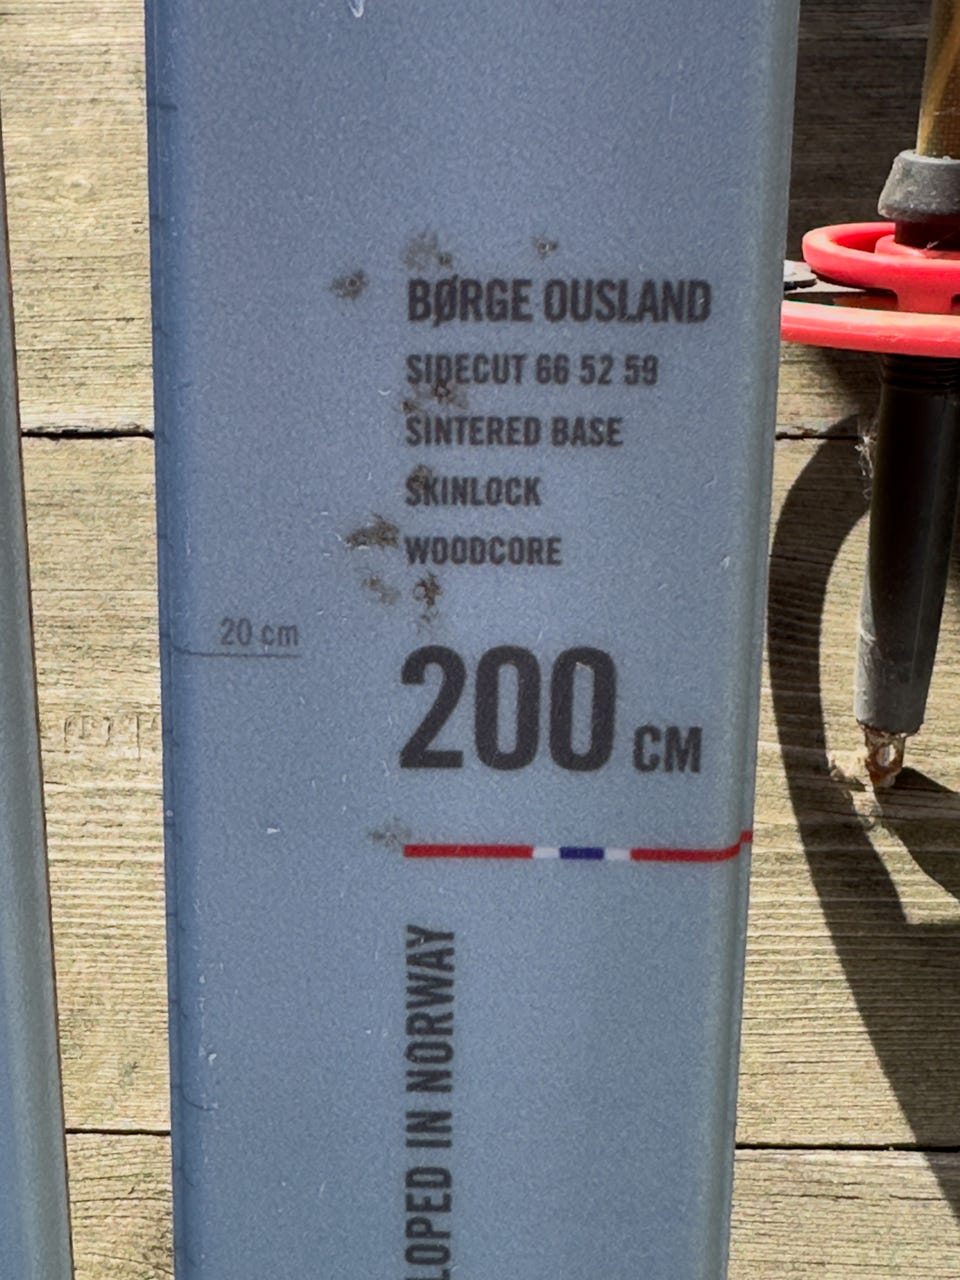 BØRGE OUSLAND
SIDECUT 66 52 59
SINTERED BASE
SKINLOCK
WOODCORE
20 cm
200 CM
LOPED IN NORWAY